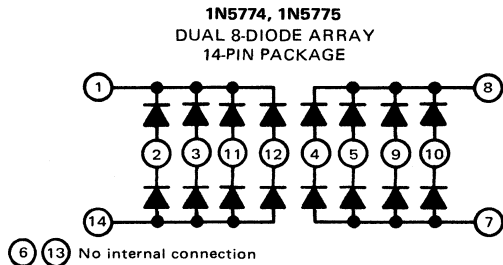 1N5774, 1N5775
DUAL 8-DIODE ARRAY
14-PIN PACKAGE
1 8
2 3 11 12 4 5 9 10
14 7
6 13 No internal connection